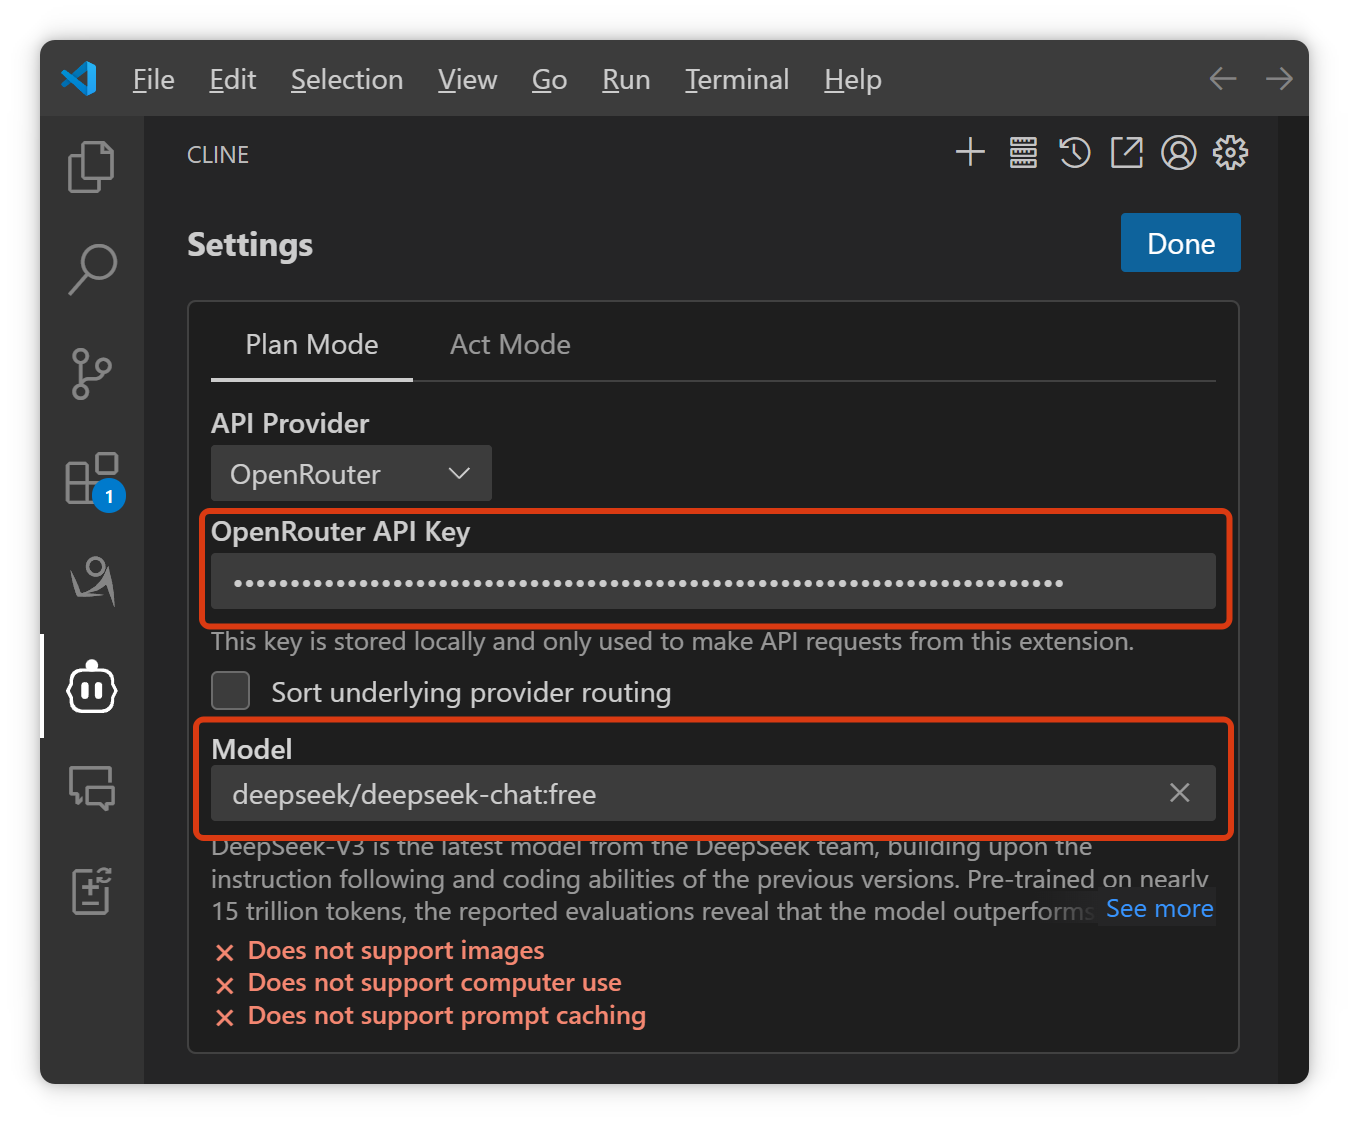 File Edit Selection View Go Run Terminal Help
CLINE
Settings
Done
Plan Mode Act Mode
API Provider
OpenRouter
OpenRouter API Key
••••••••••••••••••••••••••••••••••••••••••••••••••••••••••••••••••••••••• 
This key is stored locally and only used to make API requests from this extension.
Sort underlying provider routing
Model
deepseek/deepseek-chat:free
DeepSeek-V3 is the latest model from the DeepSeek team, building upon the
instruction following and coding abilities of the previous versions. Pre-trained on nearly
15 trillion tokens, the reported evaluations reveal that the model outperforms See more
Does not support images
Does not support computer use
Does not support prompt caching
1